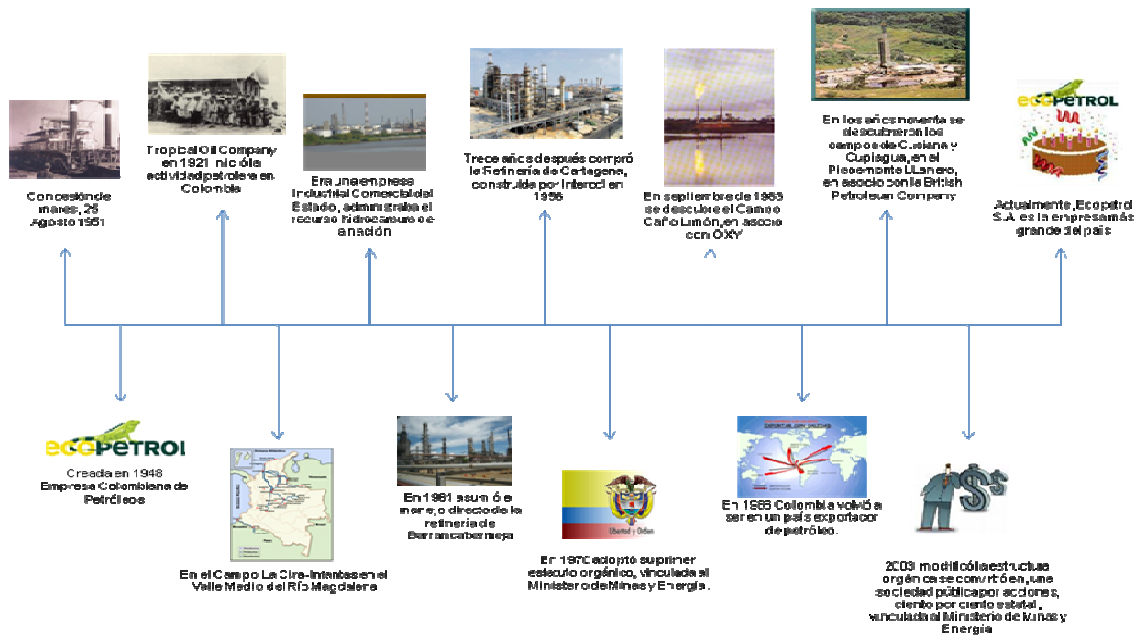 Concesión de
mares, 25
Agosto 1951
Tropical Oil Company
en 1921 inició la
actividad petrolera en
Colombia
Era una empresa
Industrial Comercial del
Estado, administraba el
recurso hidrocarburo de
la nación
Trece años después compró
la Refinería de Cartagena,
construida por Intercol en
1956
En septiembre de 1983
se descubre el Campo
Caño Limón, en asocio
con OXY
En los años noventa se
descubrieron los
campos de Cusiana y
Cupiagua, en el
Piedemonte LLanero,
en asocio con la British
Petroleun Company
ecoPETROL
Actualmente, Ecopetrol
S.A. es la empresa más
grande del país
ecoPETROL
Creada en 1948
Empresa Colombiana de
Petróleos
En el Campo La Cira-Infantas en el
Valle Medio del Río Magdalena
En 1961 asumió el
manejo directo de la
refinería de
Barrancabermeja
Libertad y Orden
En 1970 adoptó su primer
estatuto orgánico, vinculada al
Ministerio de Minas y Energía.
En 1986 Colombia volvió a
ser en un país exportador
de petróleo.
2003 modificó la estructura
orgánica se convirtó en, una
sociedad pública por acciones,
ciento por ciento estatal,
vinculada al Ministerio de Minas y
Energía